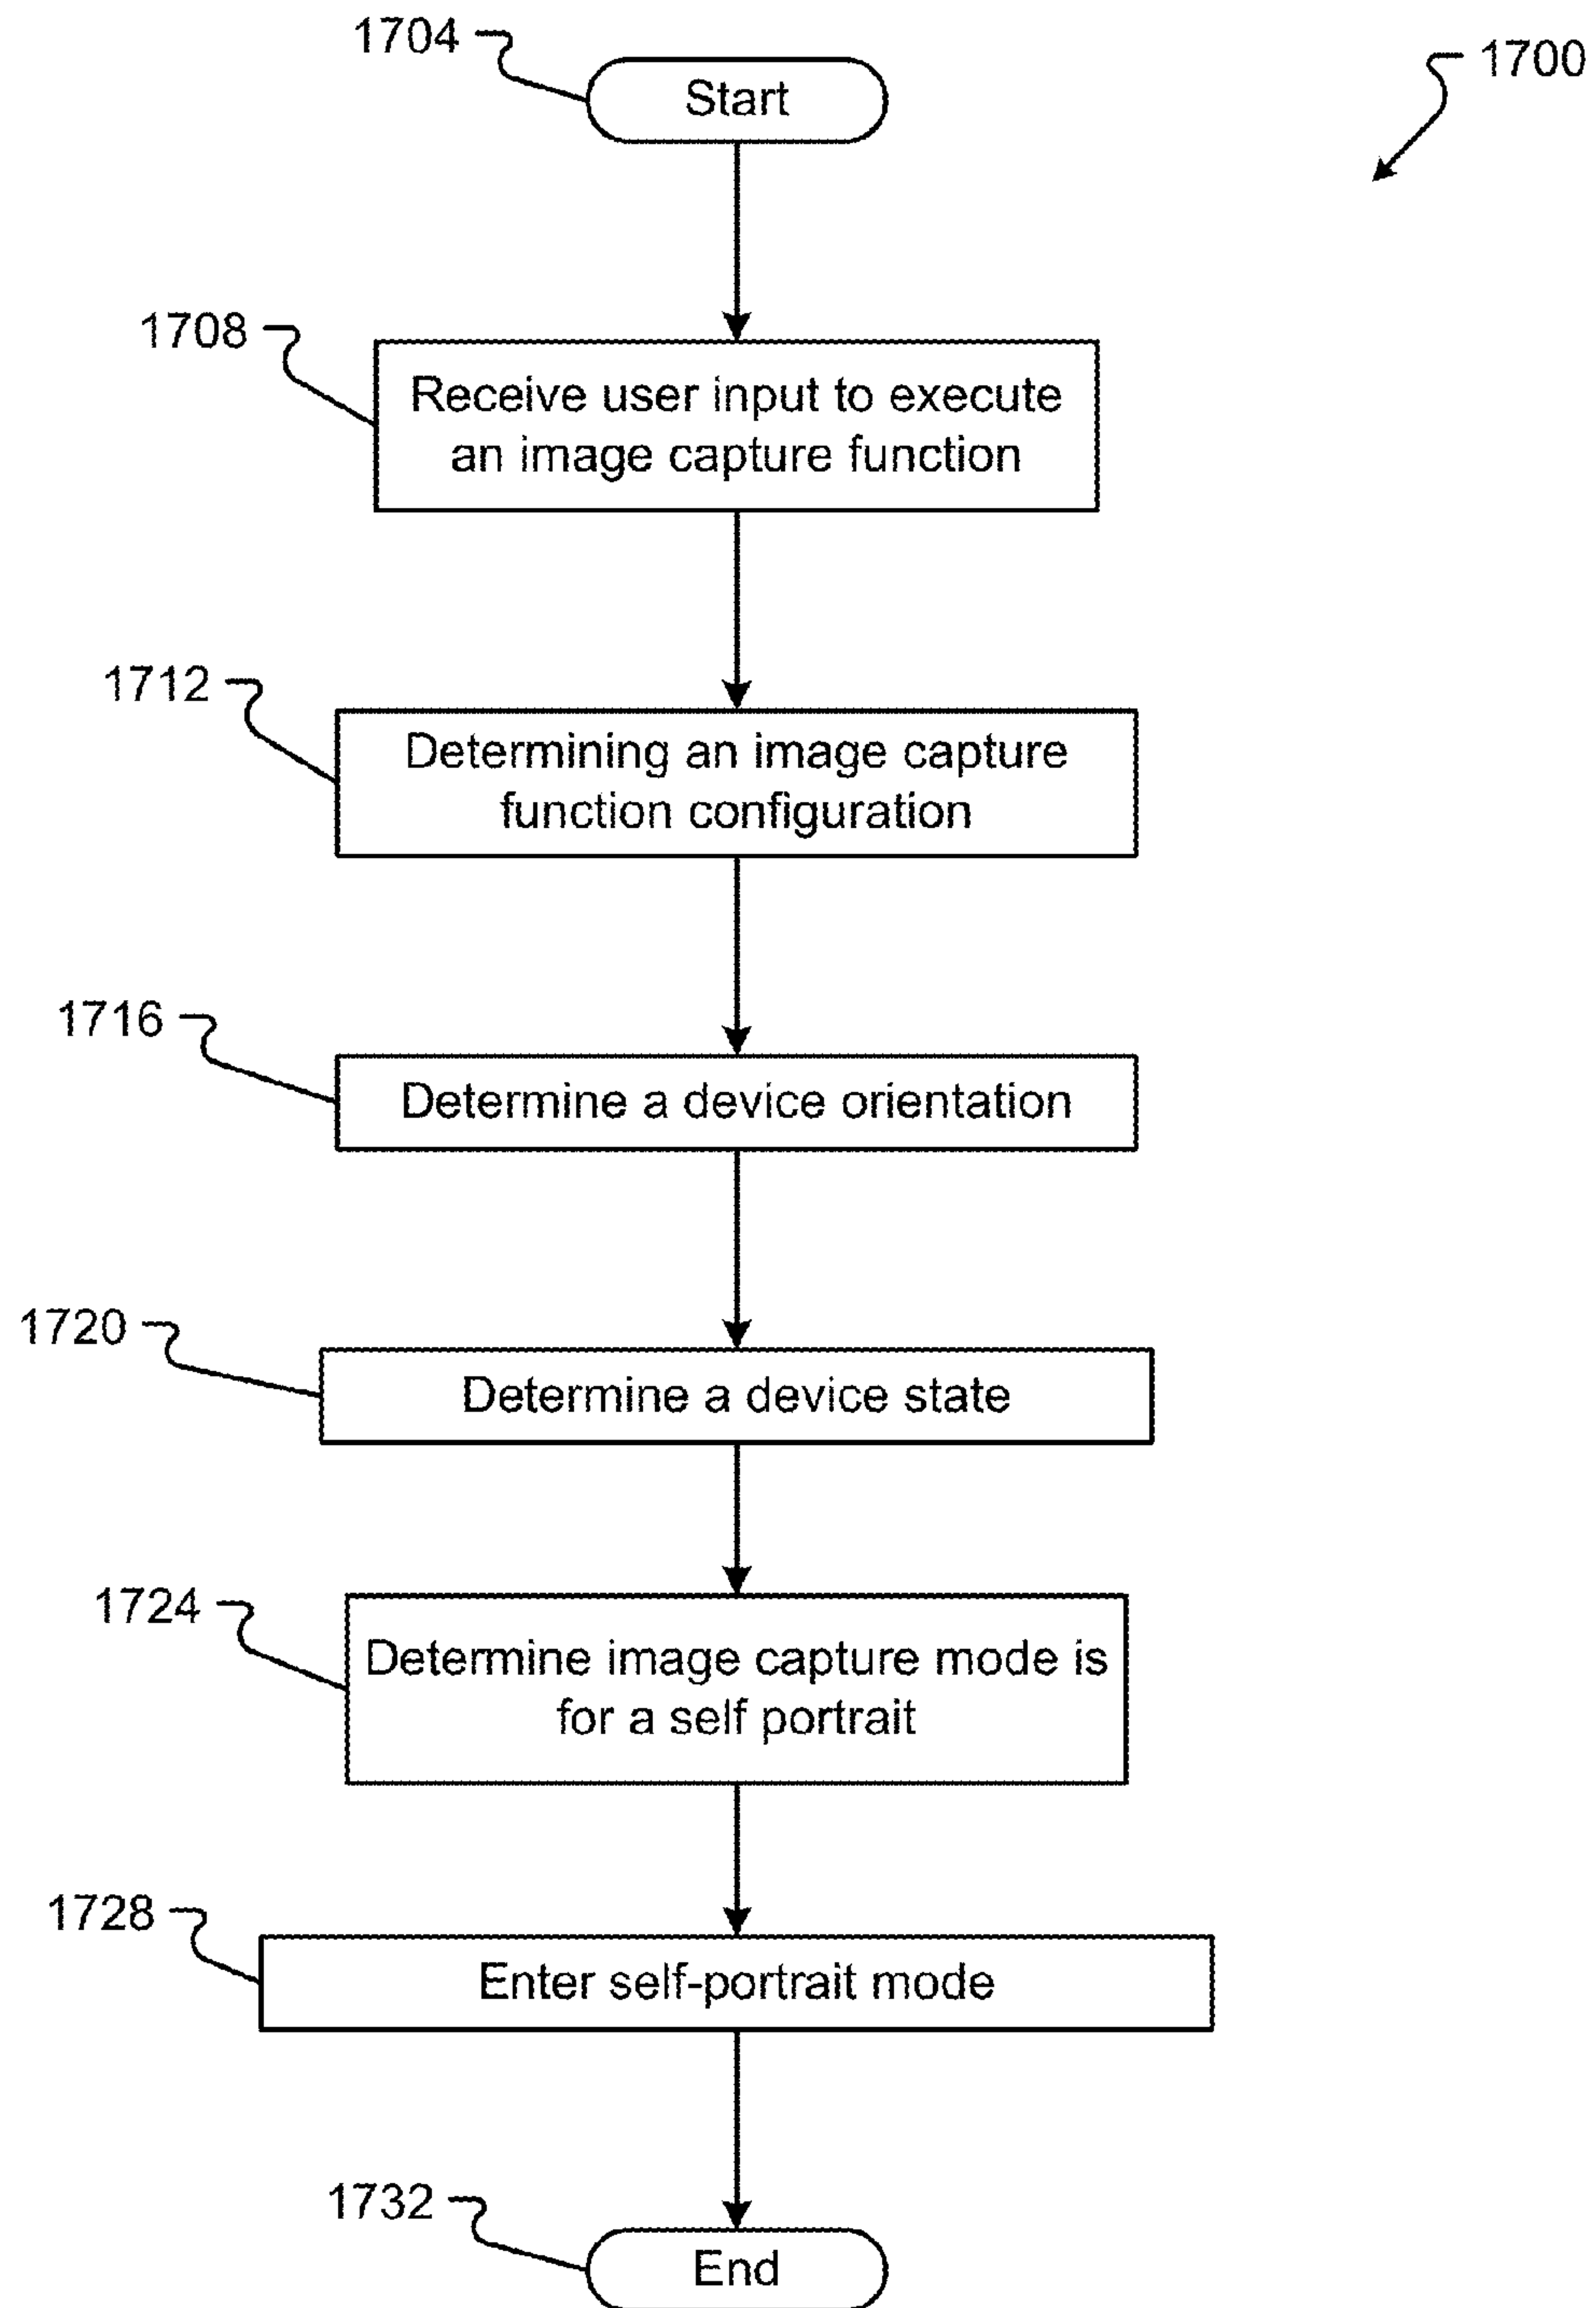 1704
Start
1700
1708
Receive user input to execute
an image capture function
1712
Determining an image capture
function configuration
1716
Determine a device orientation
1720
Determine a device state
1724
Determine image capture mode is
for a self portrait
1728
Enter self-portrait mode
1732
End